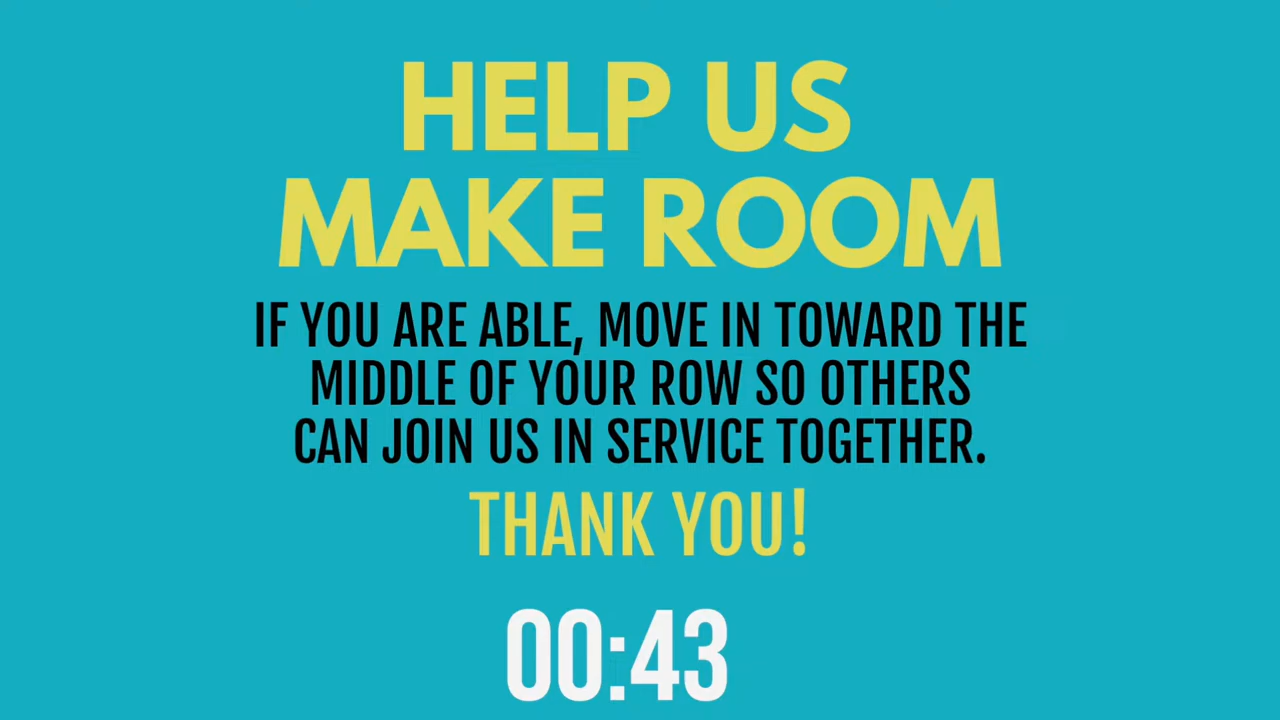 HELP US
MAKE ROOM
IF YOU ARE ABLE, MOVE IN TOWARD THE
MIDDLE OF YOUR ROW SO OTHERS
CAN JOIN US IN SERVICE TOGETHER.
THANK YOU!
00:43